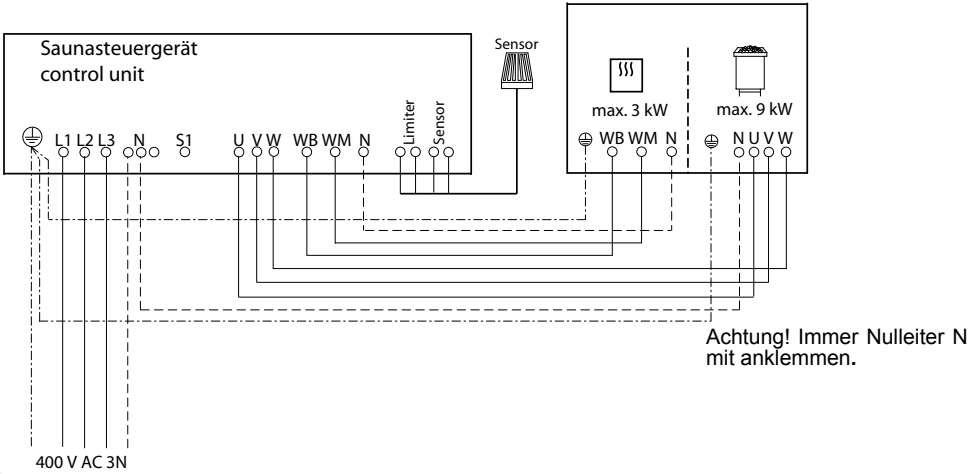 Saunasteuergerät
control unit
Sensor
max. 3 kW
max. 9 kW
L1 L2 L3 N S1 U V W WB WM N Limiter Sensor
WB WM N N U V W
Achtung! Immer Nulleiter N
mit anklemmen.
400 V AC 3N